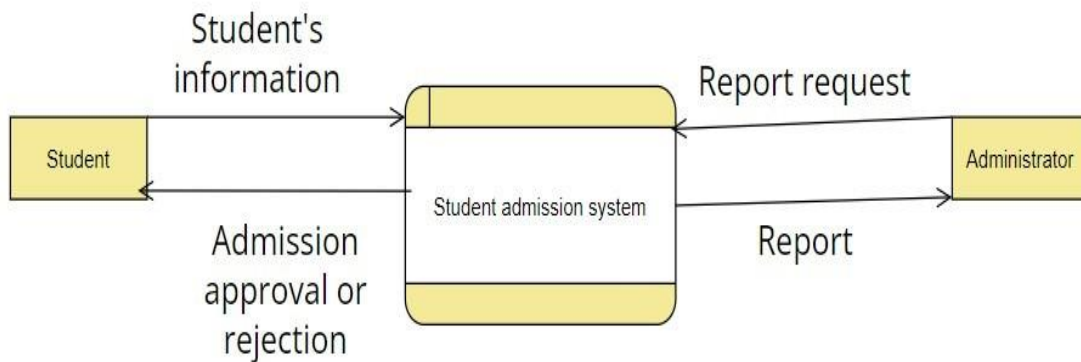 Student's
information
Report request
Student
Administrator
Student admission system
Admission
approval or
rejection
Report